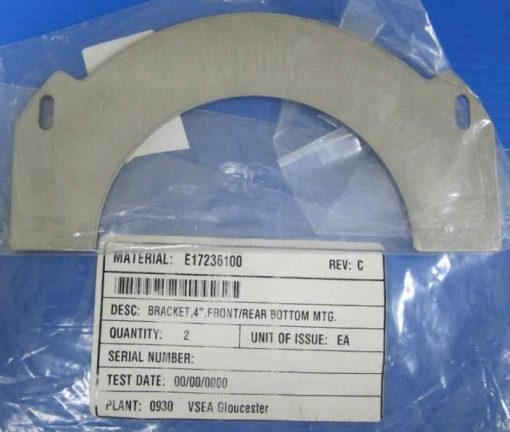 MATERIAL: E17236100 REV: C
DESC: BRACKET,4",FRONT/REAR BOTTOM MTG.
QUANTITY: 2 UNIT OF ISSUE: EA
SERIAL NUMBER:
TEST DATE: 00/00/0000
PLANT: 0930 VSEA Gloucester